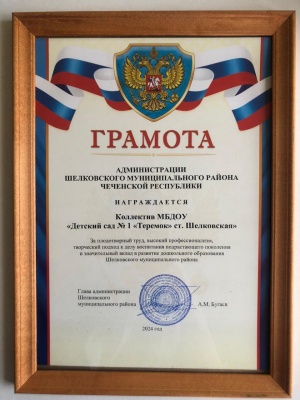 ГРАМОТА
АДМИНИСТРАЦИИ
ШЕЛКОВСКОГО МУНИЦИПАЛЬНОГО РАЙОНА
ЧЕЧЕНСКОЙ РЕСПУБЛИКИ
НАГРАЖДАЕТСЯ
Коллектив МБДОУ
«Детский сад № 1 «Теремок» ст. Шелковская»
За плодотворный труд, высокий профессионализм,
творческий подход к делу воспитания подрастающего поколения
и значительный вклад в развитие дошкольного образования
Шелковского муниципального района
Глава администрации
Шелковского
муниципального района
А.М. Бугаев
2024 год